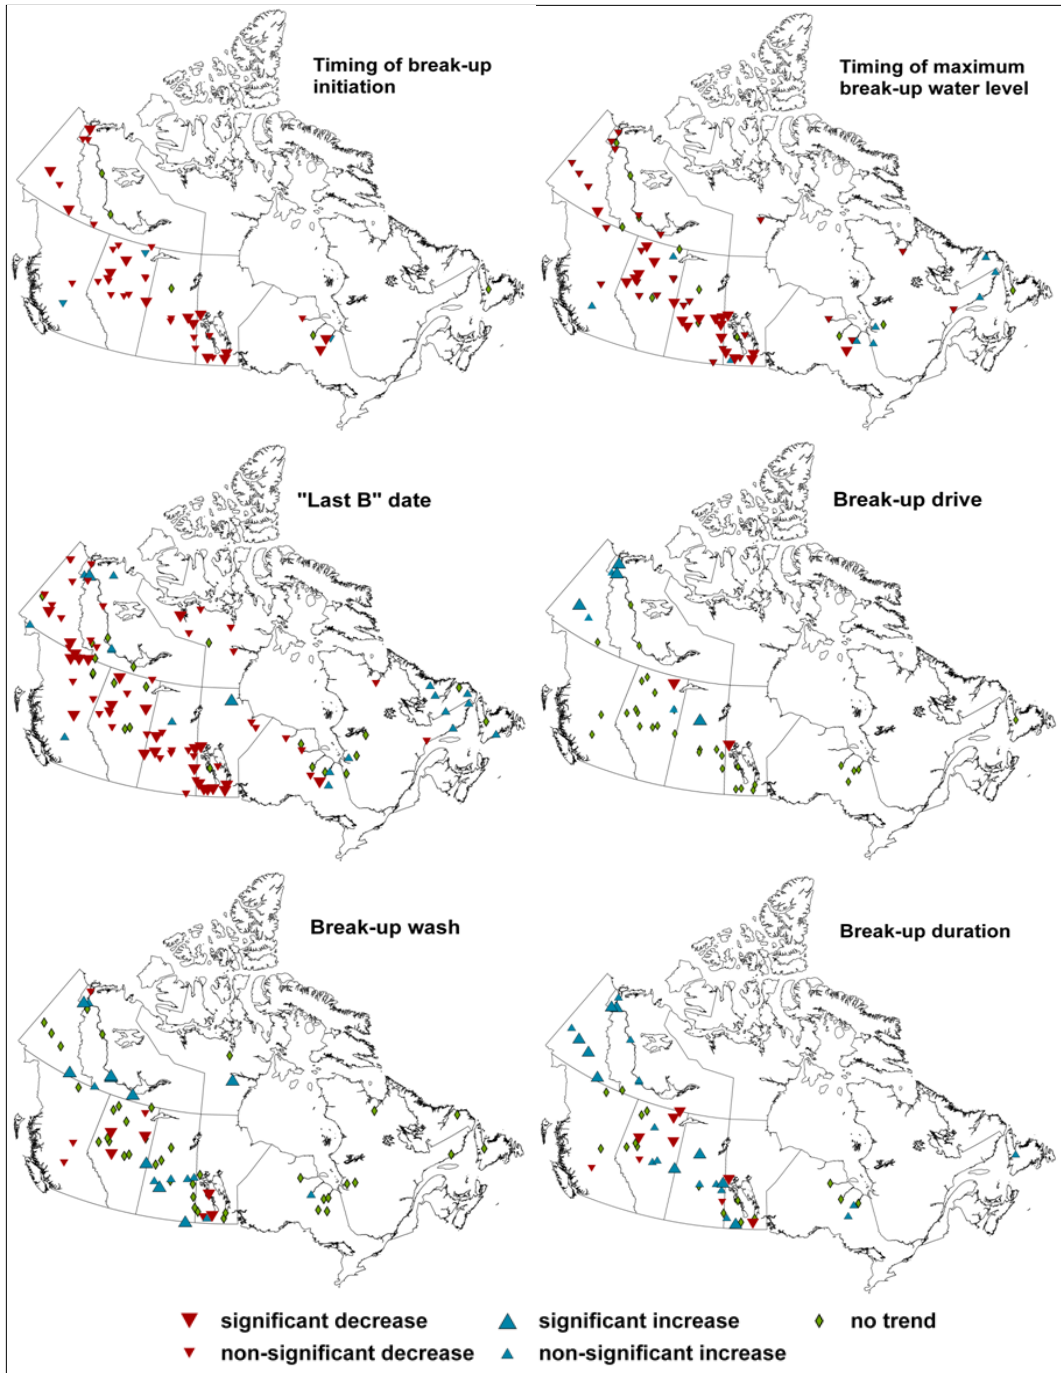 Timing of break-up
initiation
Timing of maximum
break-up water level
"Last B" date
Break-up drive
Break-up wash
Break-up duration
significant decrease
significant increase
no trend
non-significant decrease
non-significant increase